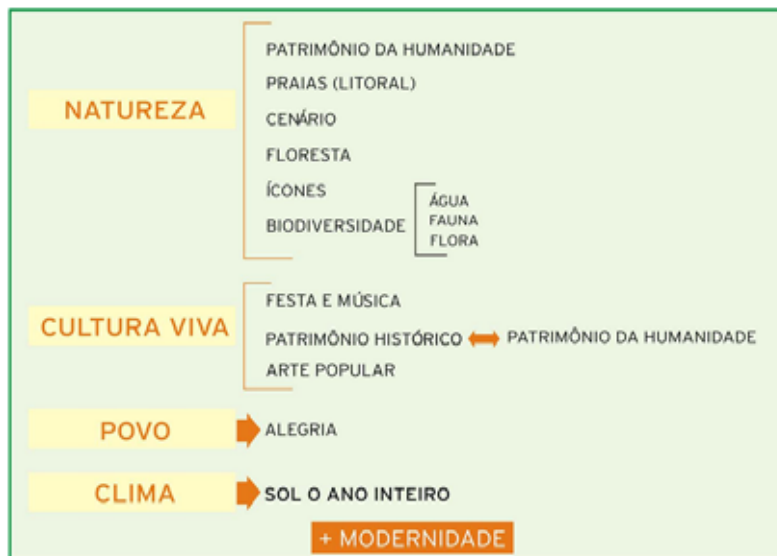 NATUREZA
PATRIMÔNIO DA HUMANIDADE
PRAIAS (LITORAL)
CENÁRIO
FLORESTA
ÍCONES
BIODIVERSIDADE
ÁGUA
FAUNA
FLORA
CULTURA VIVA
FESTA E MÚSICA
PATRIMÔNIO HISTÓRICO PATRIMÔNIO DA HUMANIDADE
ARTE POPULAR
POVO ALEGRIA
CLIMA SOL O ANO INTEIRO
+ MODERNIDADE